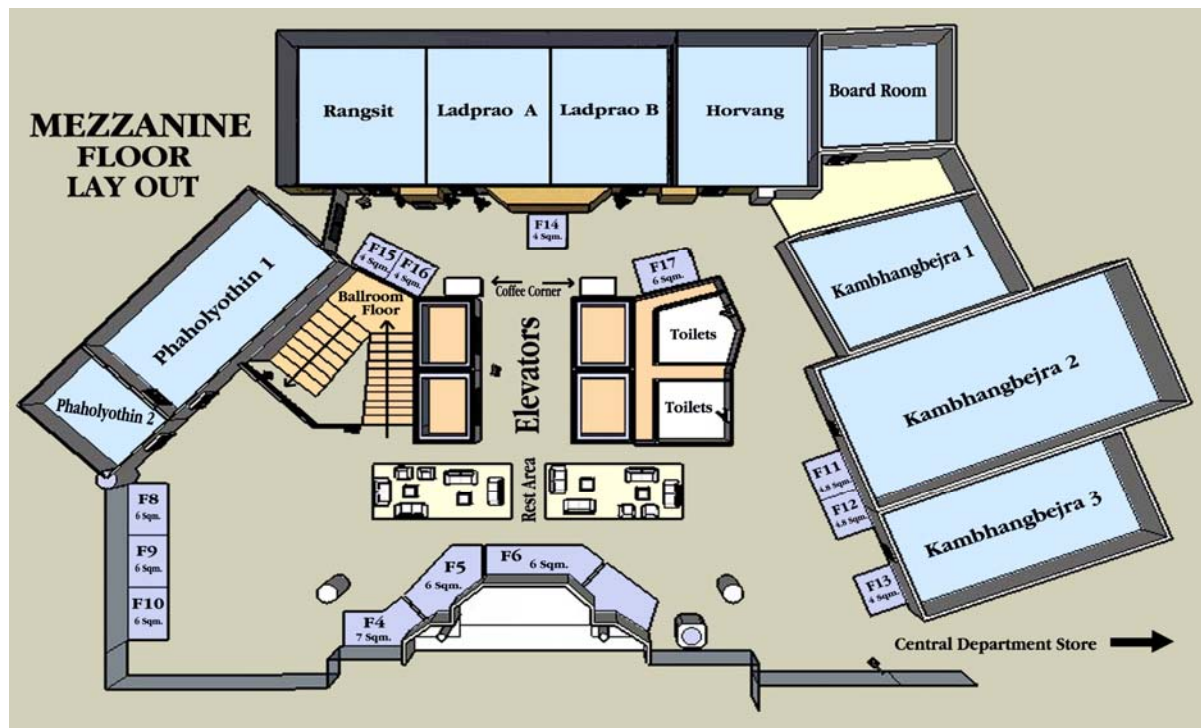 MEZZANINE
FLOOR
LAY OUT
Rangsit
Ladprao A
Ladprao B
Horvang
Board Room
Phaholyothin 1
Phaholyothin 2
F14
4 Sqm.
F15
4 Sqm.
F16
4 Sqm.
F17
6 Sqm.
Ballroom
Floor
Coffee Corner
Elevators
Toilets
Toilets
Kambhangbejra 1
Kambhangbejra 2
Kambhangbejra 3
Rest Area
F8
6 Sqm.
F9
6 Sqm.
F10
6 Sqm.
F11
4.8 Sqm.
F12
4.8 Sqm.
F13
4 Sqm.
F5
6 Sqm.
F6
6 Sqm.
F4
7 Sqm.
Central Department Store